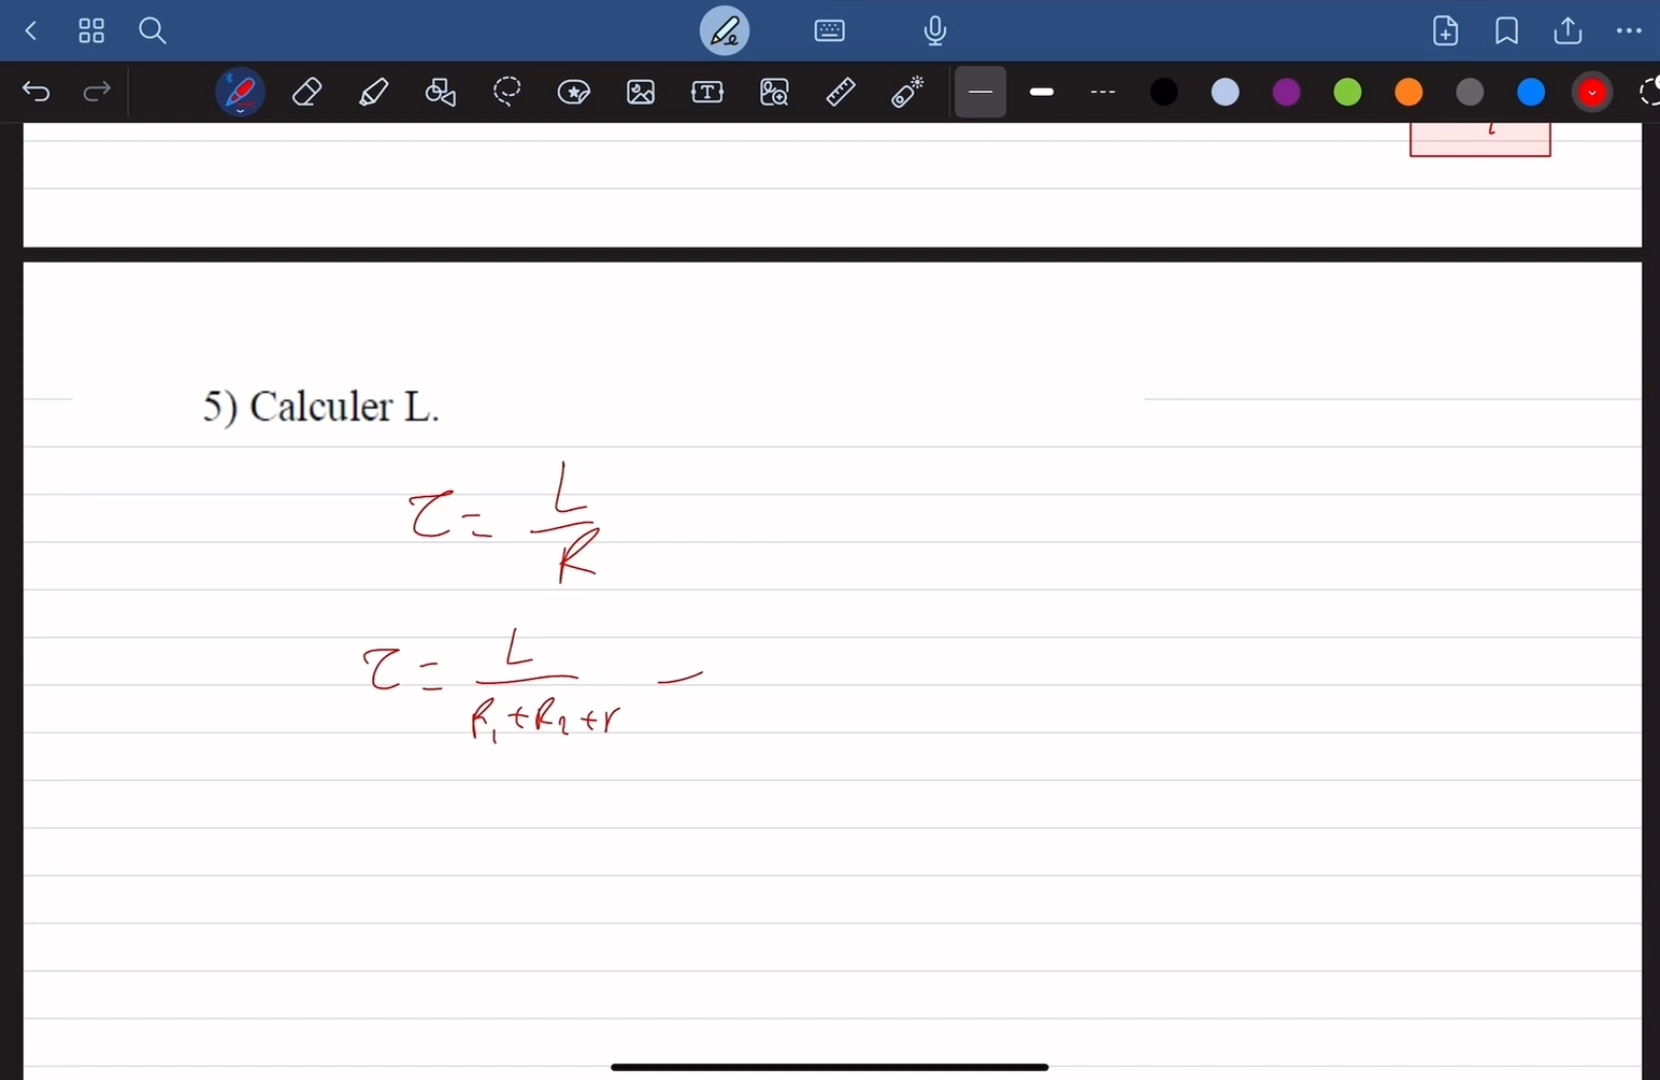 5) Calculer L.
τ = L / R
τ = L / R₁ + R₂ + r —